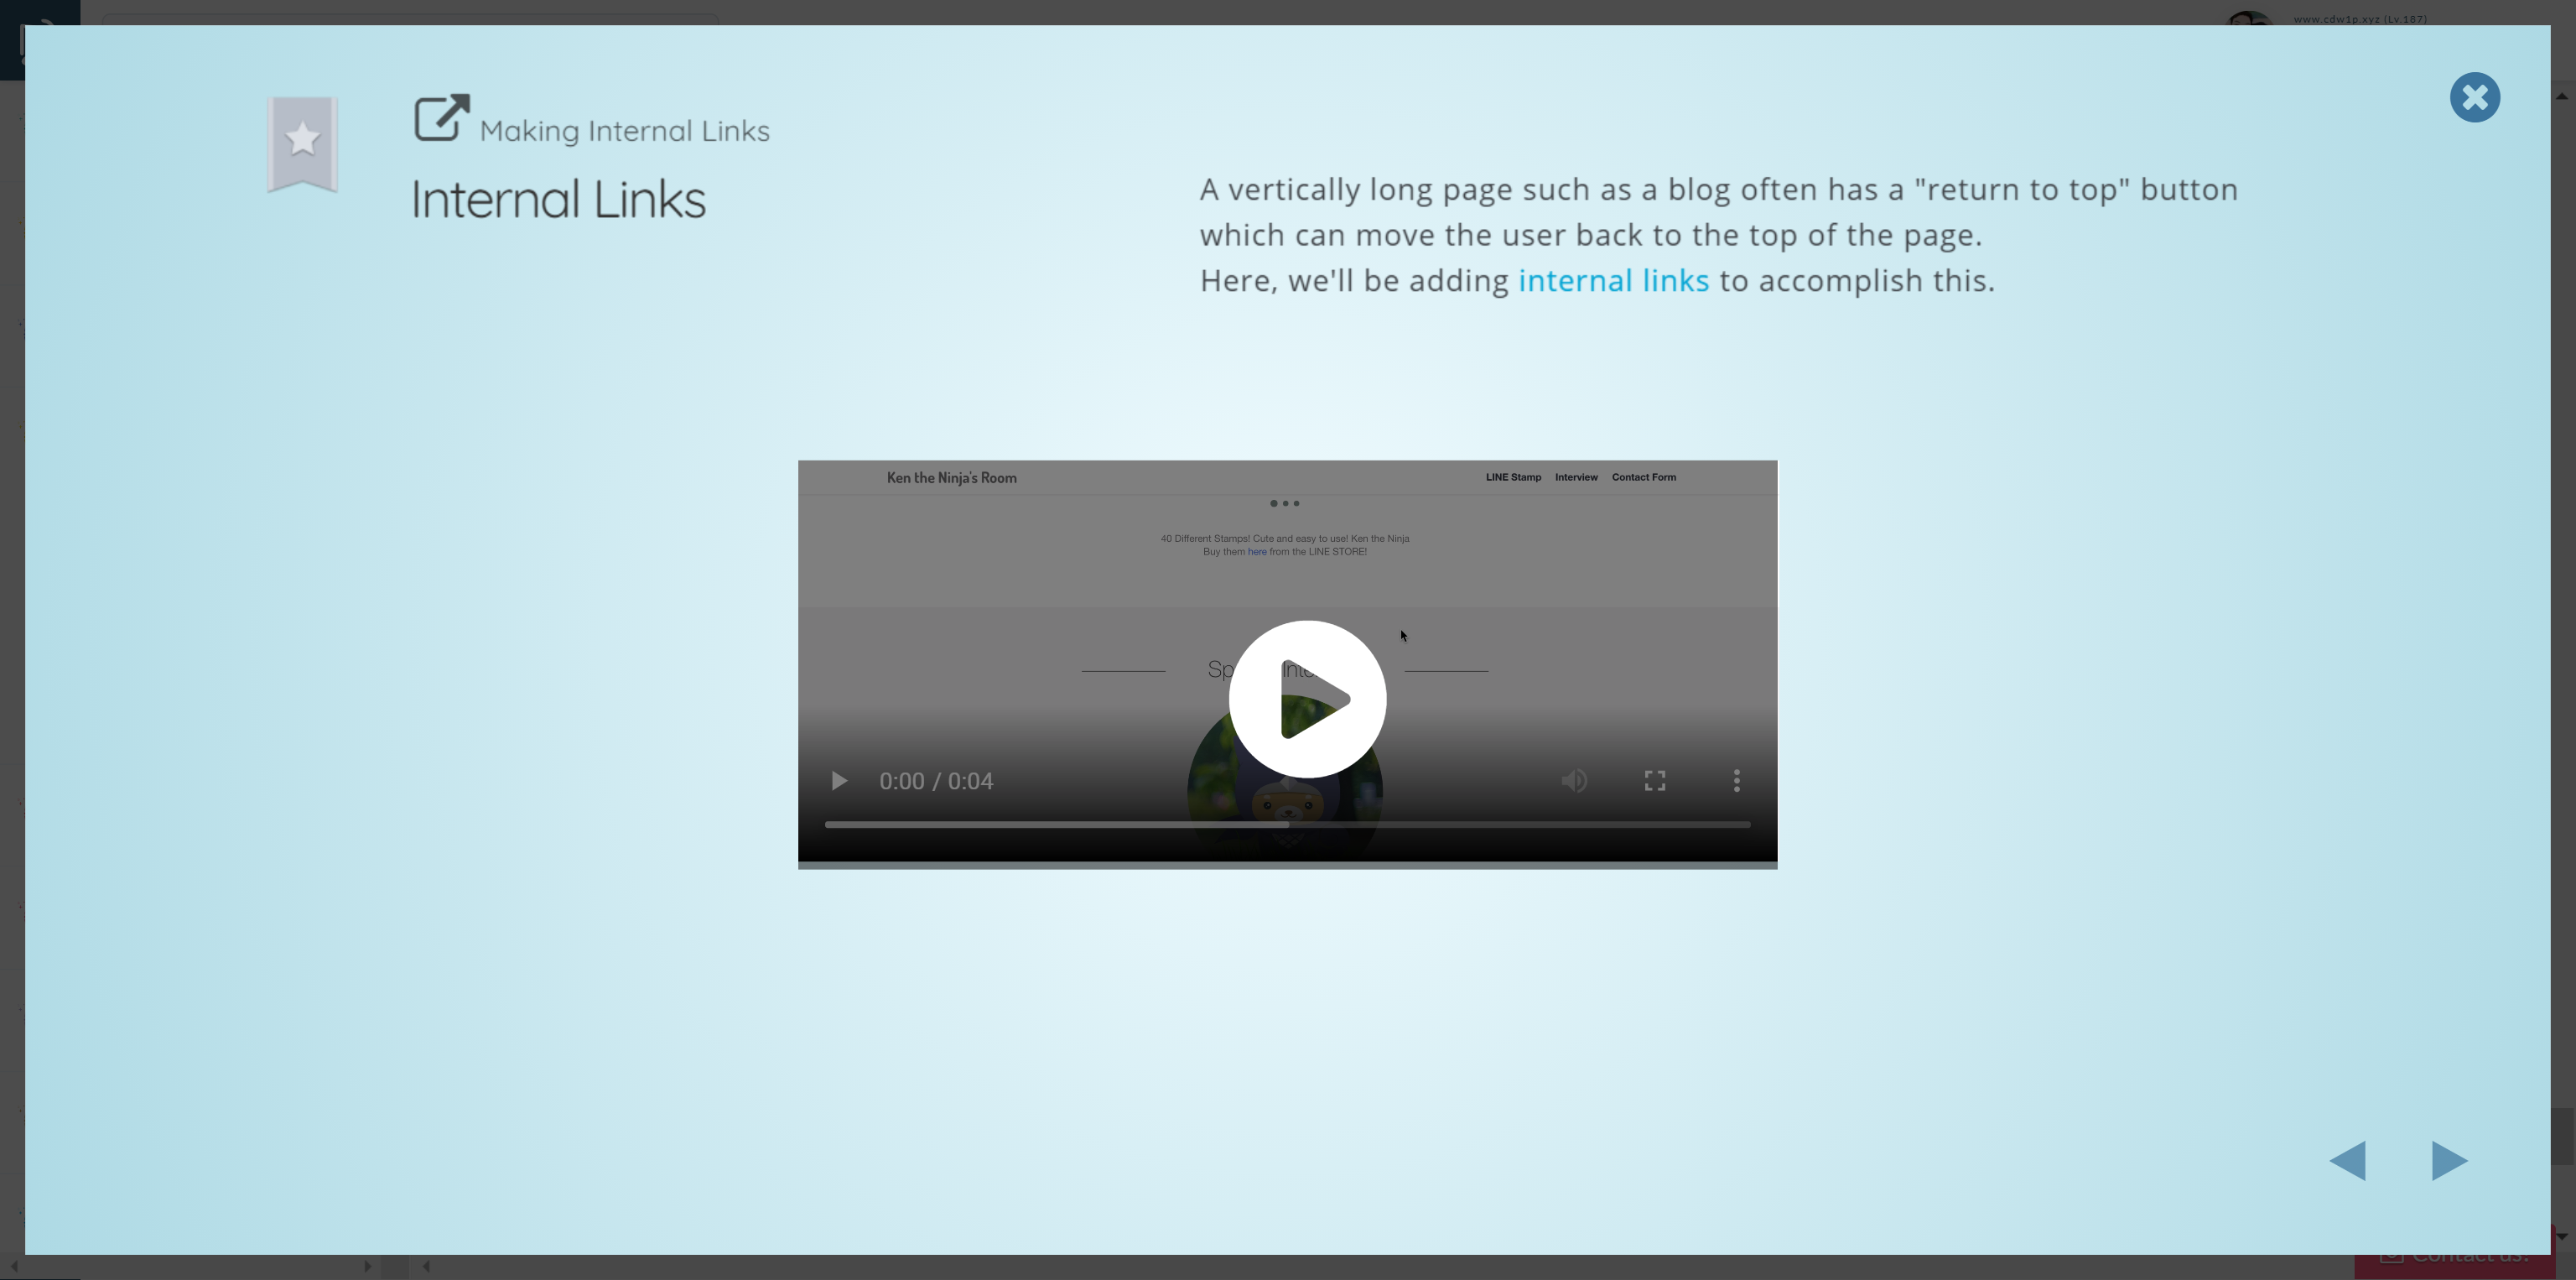 www.cdw1p.xyz (Lv.187)
Making Internal Links
Internal Links
A vertically long page such as a blog often has a "return to top" button
which can move the user back to the top of the page.
Here, we'll be adding internal links to accomplish this.
Ken the Ninja's Room
LINE Stamp Interview Contact Form
40 Different Stamps! Cute and easy to use! Ken the Ninja
Buy them here from the LINE STORE!
0:00 / 0:04
Contact us!